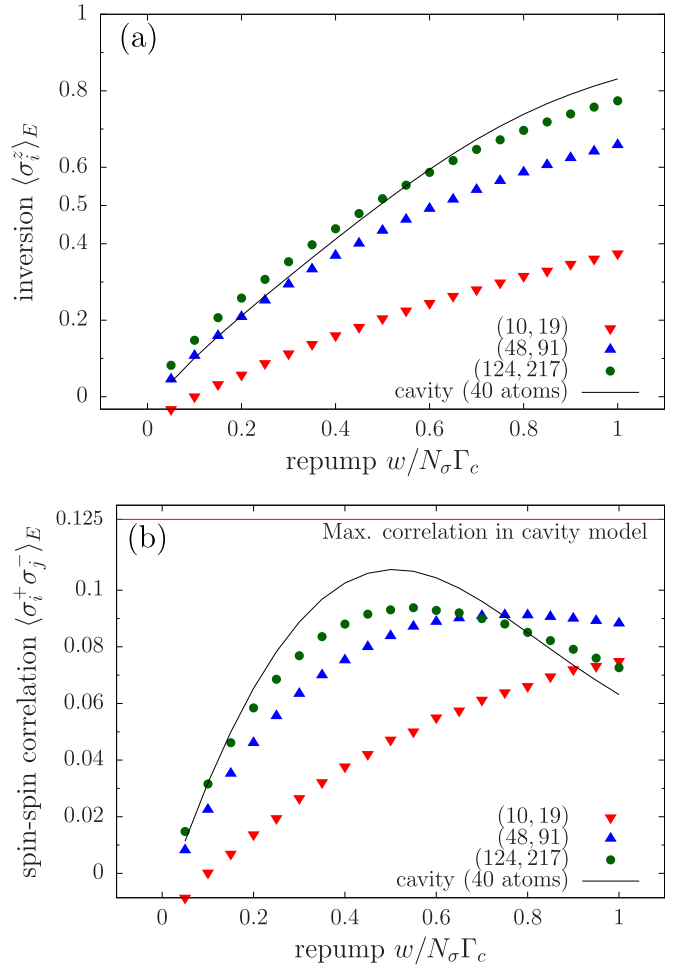 (a)
1
0.8
0.6
0.4
0.2
0
inversion ⟨σ_i^z⟩_E
(10, 19)
(48, 91)
(124, 217)
cavity (40 atoms)
0 0.2 0.4 0.6 0.8 1
repump w/N_σΓ_c
(b)
0.125
Max. correlation in cavity model
0.1
0.08
0.06
0.04
0.02
0
spin-spin correlation ⟨σ_i^+σ_j^-⟩_E
(10, 19)
(48, 91)
(124, 217)
cavity (40 atoms)
0 0.2 0.4 0.6 0.8 1
repump w/N_σΓ_c